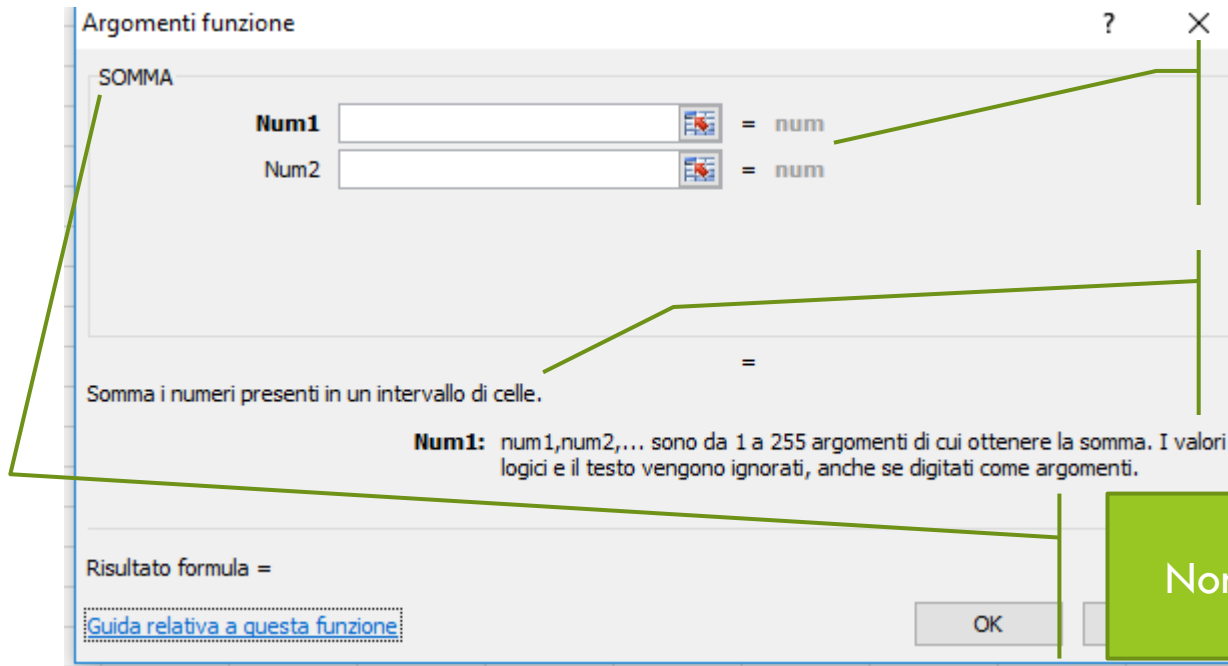 Argomenti funzione ? ×
SOMMA
Num1 = num
Num2 = num
=
Somma i numeri presenti in un intervallo di celle.
Num1: num1,num2,... sono da 1 a 255 argomenti di cui ottenere la somma. I valori
logici e il testo vengono ignorati, anche se digitati come argomenti.
Risultato formula =
Guida relativa a questa funzione
OK